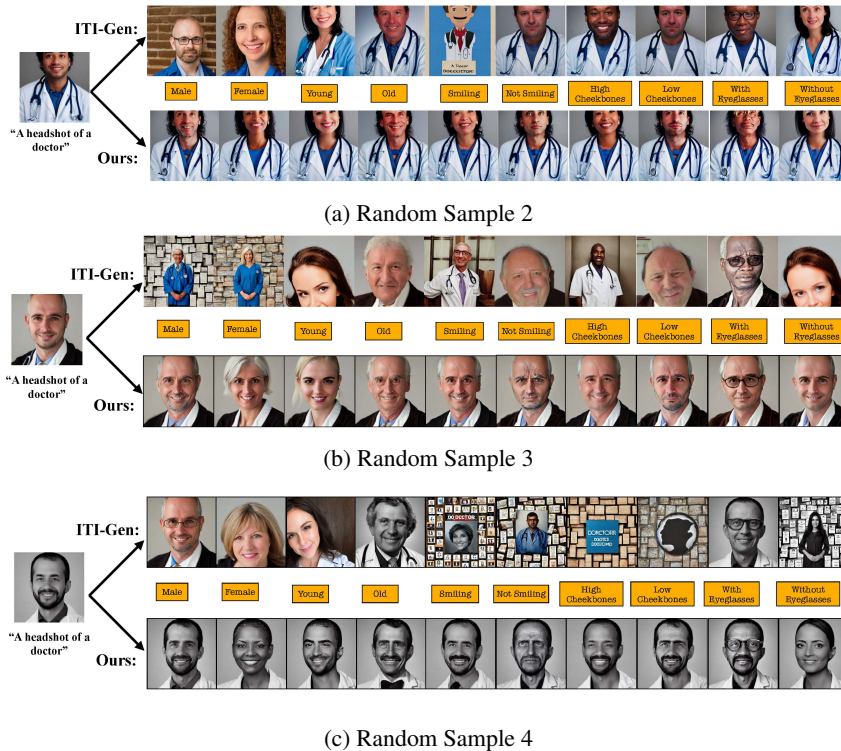 ITI-Gen:
Male Female Young Old Smiling Not Smiling High Cheekbones Low Cheekbones With Eyeglasses Without Eyeglasses
“A headshot of a doctor”
Ours:
(a) Random Sample 2
ITI-Gen:
Male Female Young Old Smiling Not Smiling High Cheekbones Low Cheekbones With Eyeglasses Without Eyeglasses
“A headshot of a doctor”
Ours:
(b) Random Sample 3
ITI-Gen:
DO DOCTOR
Male Female Young Old Smiling Not Smiling High Cheekbones Low Cheekbones With Eyeglasses Without Eyeglasses
“A headshot of a doctor”
Ours:
(c) Random Sample 4